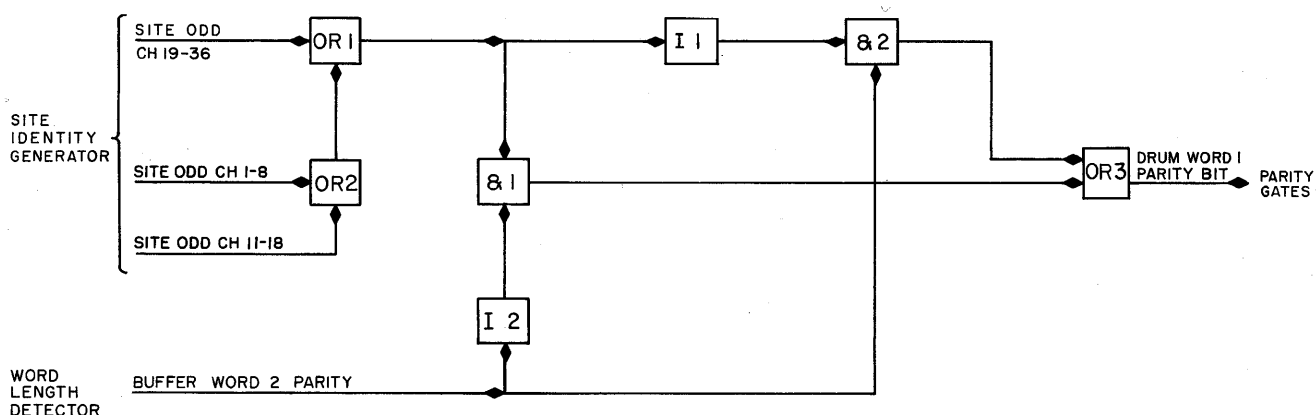 SITE ODD
CH 19-36
OR 1
I 1
& 2
SITE
IDENTITY
GENERATOR
SITE ODD CH 1-8
OR2
& 1
OR3
DRUM WORD 1
PARITY BIT
PARITY
GATES
SITE ODD CH 11-18
I 2
WORD
LENGTH
DETECTOR
BUFFER WORD 2 PARITY